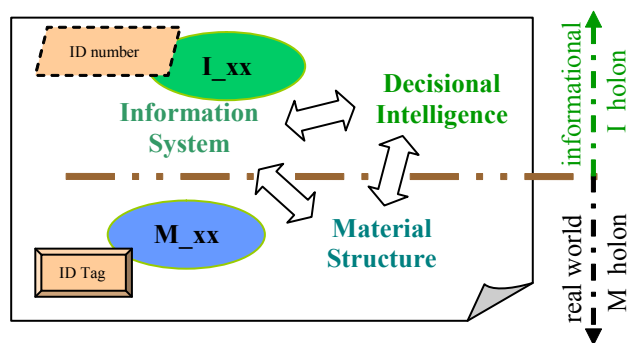 ID number
I_xx
Information
System
Decisional
Intelligence
M_xx
Material
Structure
ID Tag
informational
I holon
real world
M holon